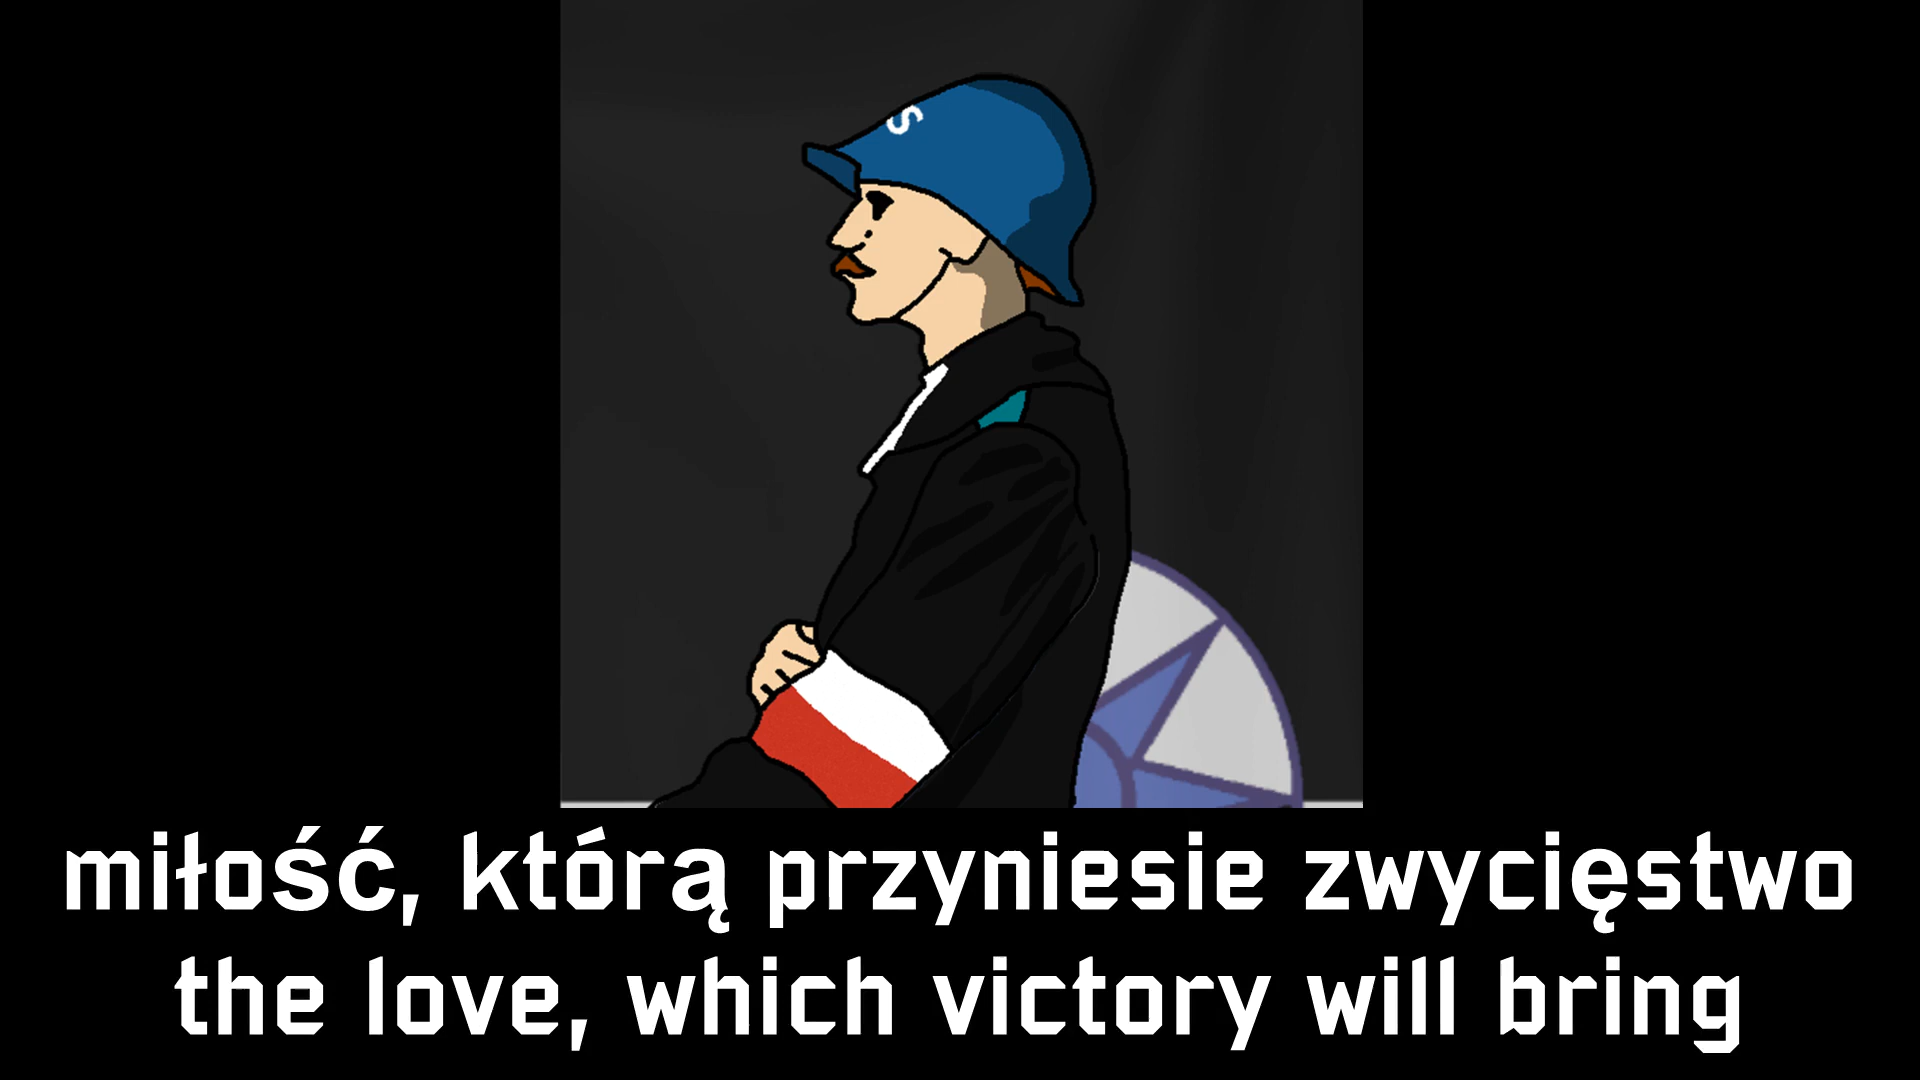 S
miłość, którą przyniesie zwycięstwo
the love, which victory will bring